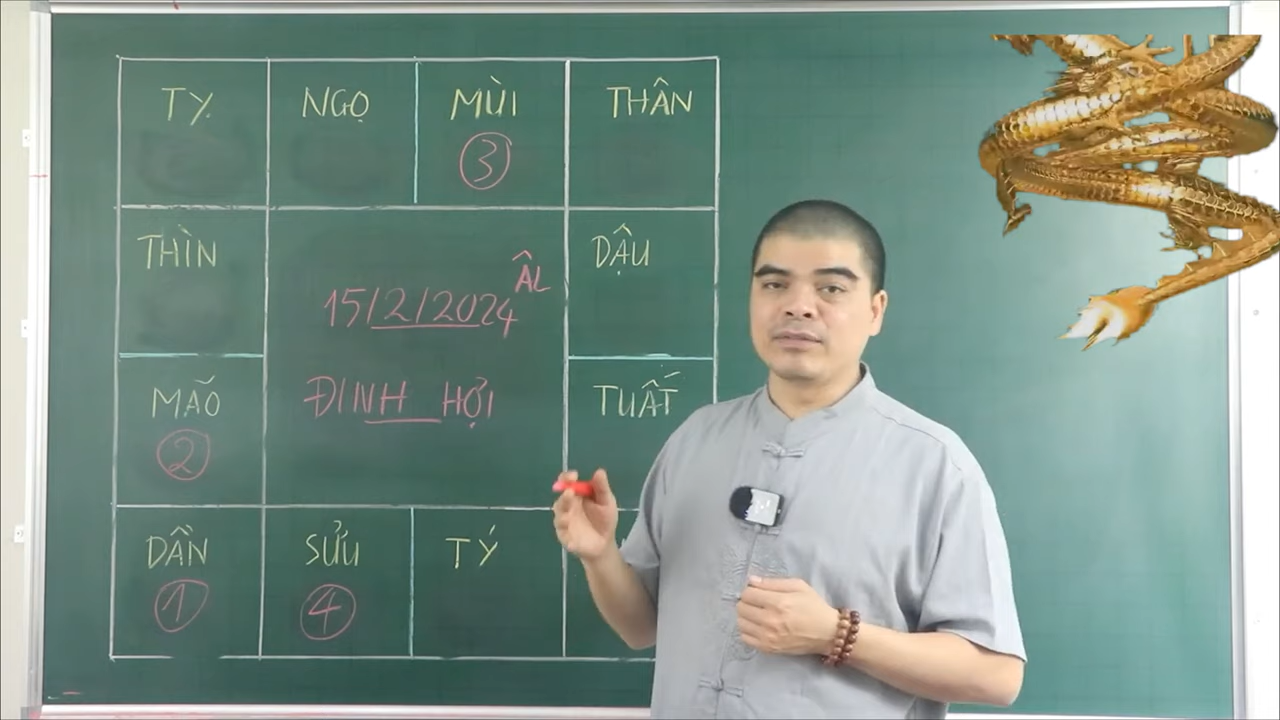 TỴ NGỌ MÙI THÂN
③
THÌN DẬU
15/2/2024 ÂL
MÃO ĐINH HỢI TUẤT
②
DẦN SỬU TÝ
① ④